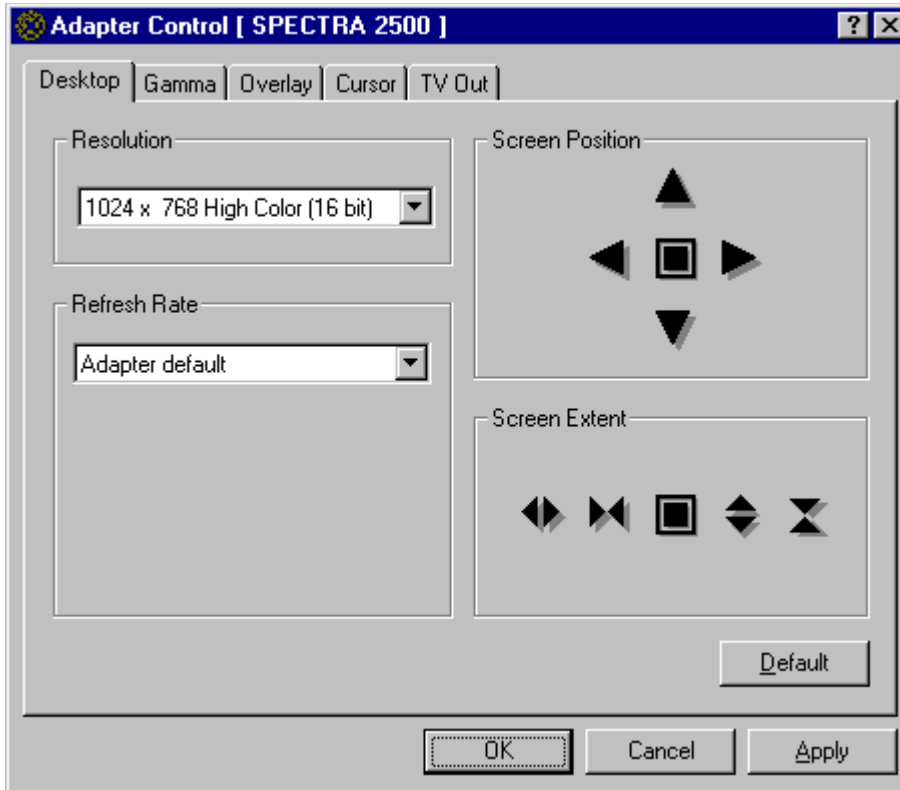 Adapter Control [ SPECTRA 2500 ]
Desktop Gamma Overlay Cursor TV Out
Resolution
1024 x  768 High Color (16 bit)
Refresh Rate
Adapter default
Screen Position
Screen Extent
Default
OK Cancel Apply